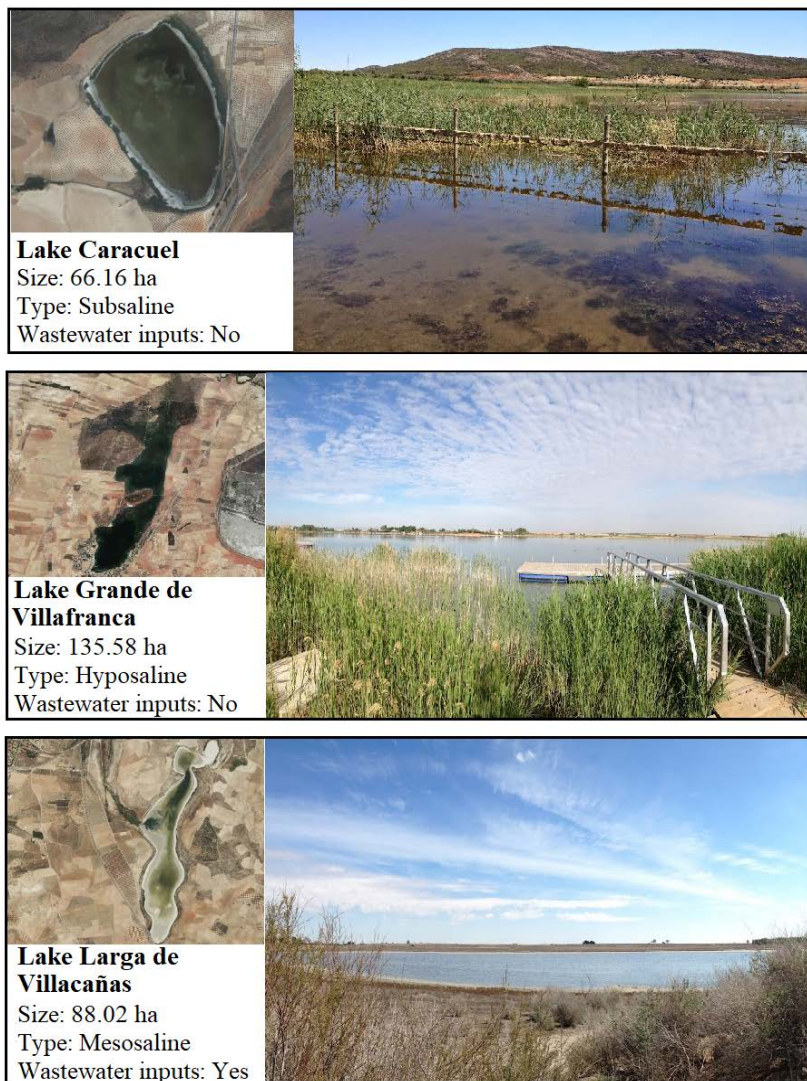 Lake Caracuel
Size: 66.16 ha
Type: Subsaline
Wastewater inputs: No
Lake Grande de
Villafranca
Size: 135.58 ha
Type: Hyposaline
Wastewater inputs: No
Lake Larga de
Villacañas
Size: 88.02 ha
Type: Mesosaline
Wastewater inputs: Yes